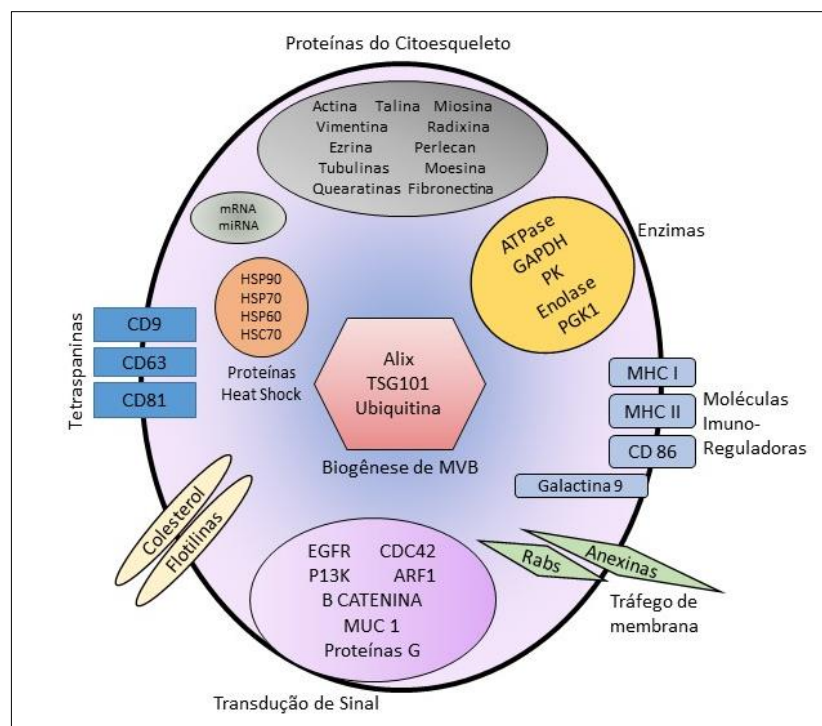 Proteínas do Citoesqueleto
Actina Talina Miosina
Vimentina Radixina
Ezrina Perlecan
Tubulinas Moesina
Quearatinas Fibronectina
mRNA
miRNA
Enzimas
ATPase
GAPDH
PK
Enolase
PGK1
HSP90
HSP70
HSP60
HSC70
Proteínas
Heat Shock
Tetraspaninas
CD9
CD63
CD81
Alix
TSG101
Ubiquitina
Biogênese de MVB
MHC I
MHC II
CD 86
Galactina 9
Moléculas
Imuno-
Reguladoras
Colesterol
Flotilinas
EGFR CDC42
P13K ARF1
B CATENINA
MUC 1
Proteínas G
Transdução de Sinal
Rabs
Anexinas
Tráfego de
membrana